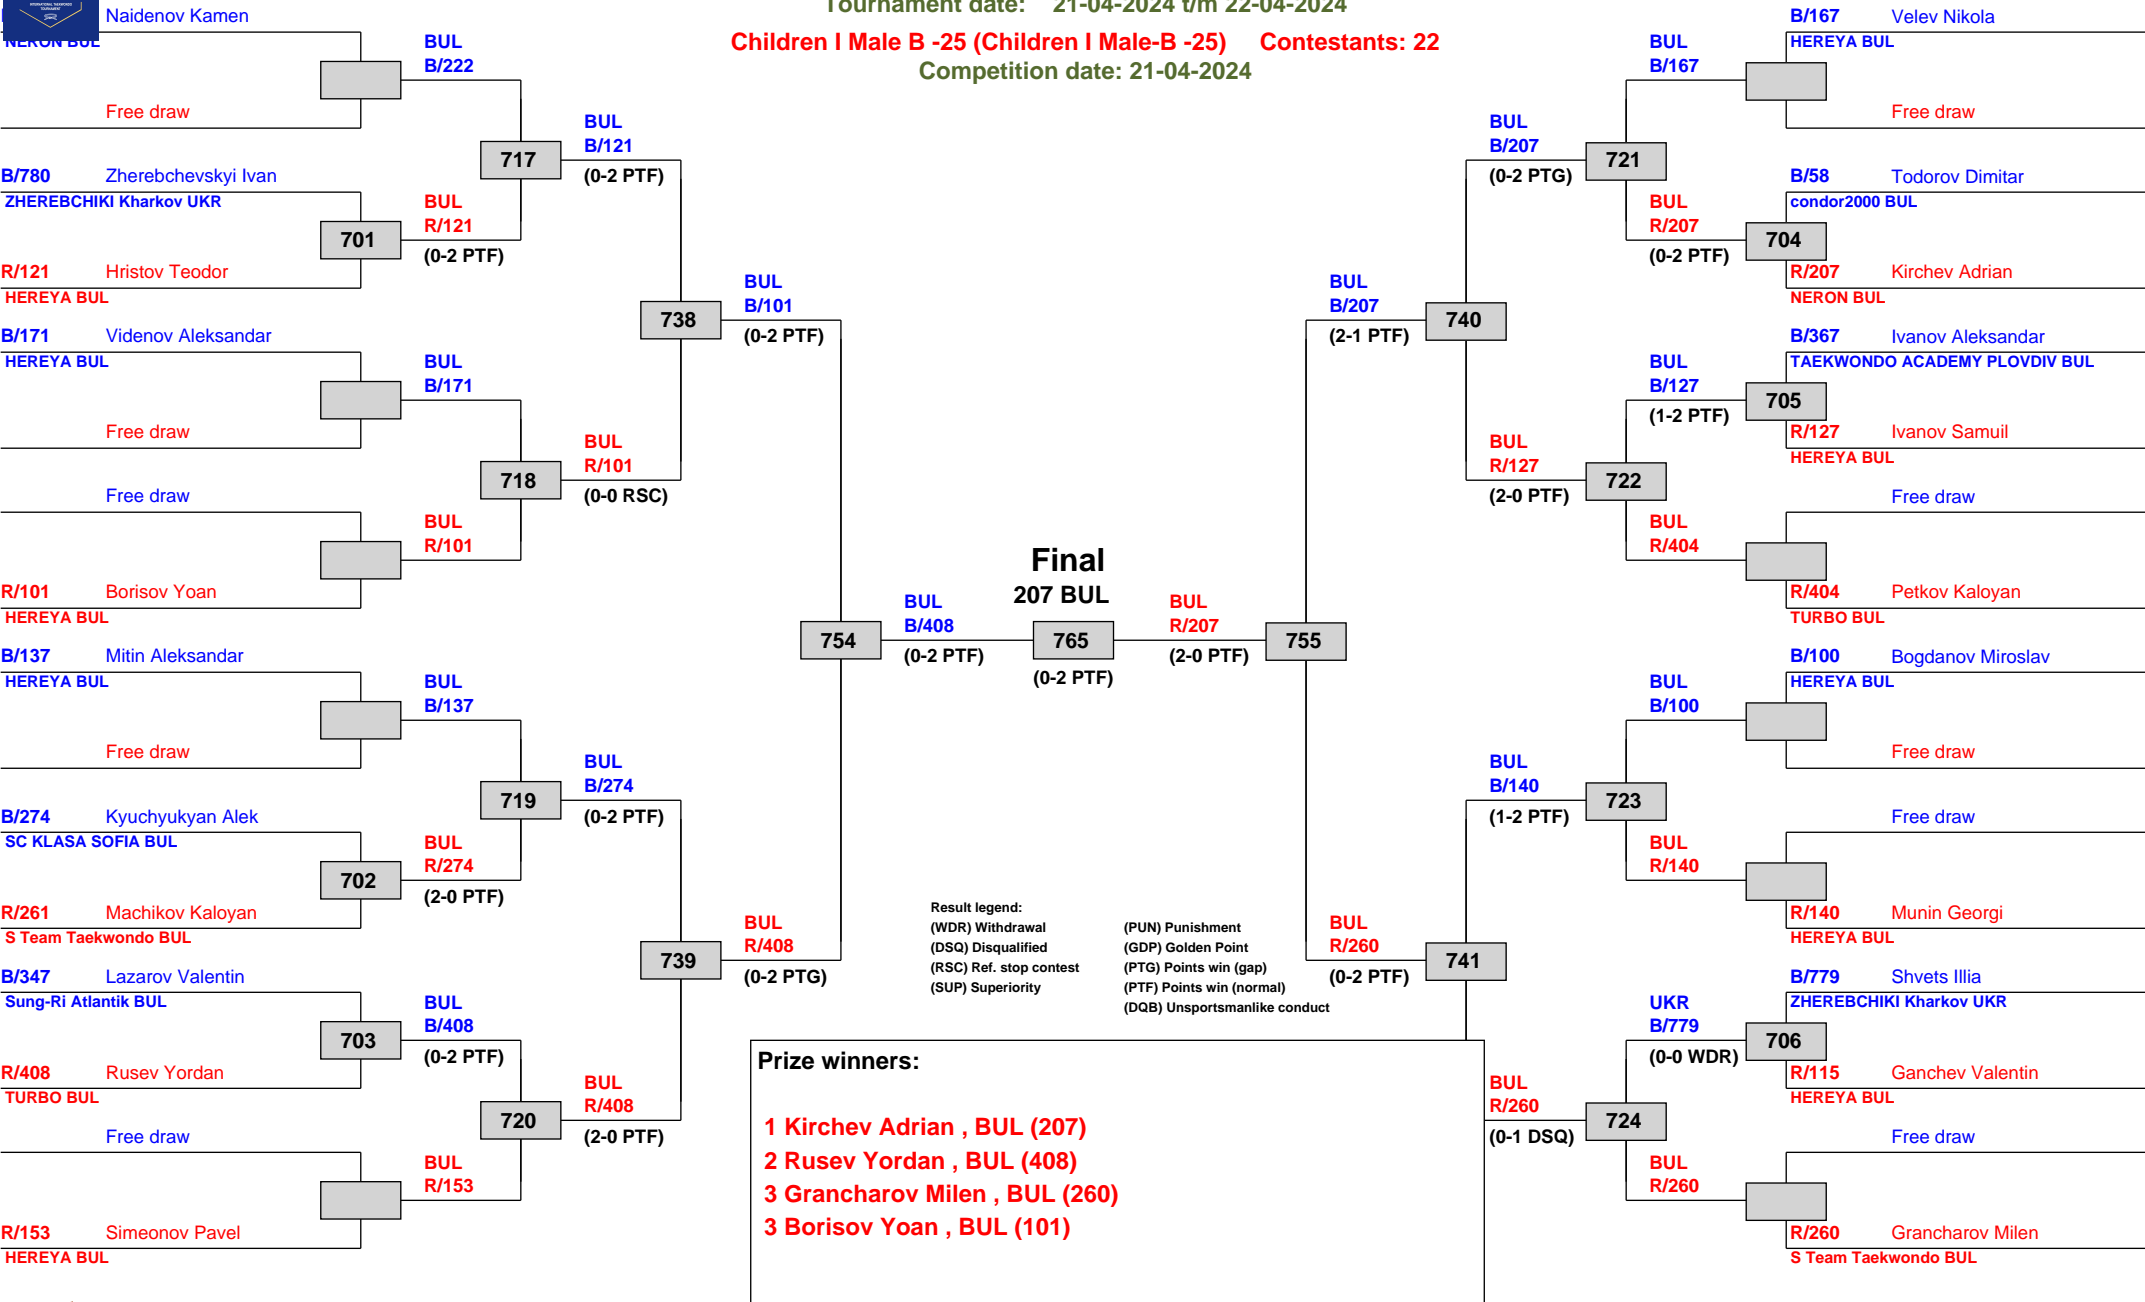 Tournament date: 21-04-2024 t/m 22-04-2024
Children I Male B -25 (Children I Male-B -25) Contestants: 22
Competition date: 21-04-2024
Naidenov Kamen
NERON BUL
Free draw
B/780 Zherebchevskyi Ivan
ZHEREBCHIKI Kharkov UKR
R/121 Hristov Teodor
HEREYA BUL
B/171 Videnov Aleksandar
HEREYA BUL
Free draw
Free draw
R/101 Borisov Yoan
HEREYA BUL
B/137 Mitin Aleksandar
HEREYA BUL
Free draw
B/274 Kyuchyukyan Alek
SC KLASA SOFIA BUL
R/261 Machikov Kaloyan
S Team Taekwondo BUL
B/347 Lazarov Valentin
Sung-Ri Atlantik BUL
R/408 Rusev Yordan
TURBO BUL
Free draw
R/153 Simeonov Pavel
HEREYA BUL
BUL
B/222
701
BUL
R/121
(0-2 PTF)
BUL
B/171
BUL
R/101
BUL
B/137
702
BUL
R/274
(2-0 PTF)
703
BUL
B/408
(0-2 PTF)
BUL
R/153
717
BUL
B/121
(0-2 PTF)
718
BUL
R/101
(0-0 RSC)
719
BUL
B/274
(0-2 PTF)
720
BUL
R/408
(2-0 PTF)
738
BUL
B/101
(0-2 PTF)
739
BUL
R/408
(0-2 PTG)
754
BUL
B/408
(0-2 PTF)
Final
207 BUL
765
(0-2 PTF)
BUL
R/207
(2-0 PTF)
755
BUL
B/207
(2-1 PTF)
740
BUL
R/260
(0-2 PTF)
741
BUL
B/207
(0-2 PTG)
721
BUL
R/127
(2-0 PTF)
722
BUL
B/140
(1-2 PTF)
723
BUL
R/260
(0-1 DSQ)
724
BUL
B/167
BUL
R/207
(0-2 PTF)
704
BUL
B/127
(1-2 PTF)
705
BUL
R/404
BUL
B/100
BUL
R/140
UKR
B/779
(0-0 WDR)
706
BUL
R/260
B/167 Velev Nikola
HEREYA BUL
Free draw
B/58 Todorov Dimitar
condor2000 BUL
R/207 Kirchev Adrian
NERON BUL
B/367 Ivanov Aleksandar
TAEKWONDO ACADEMY PLOVDIV BUL
R/127 Ivanov Samuil
HEREYA BUL
Free draw
R/404 Petkov Kaloyan
TURBO BUL
B/100 Bogdanov Miroslav
HEREYA BUL
Free draw
Free draw
R/140 Munin Georgi
HEREYA BUL
B/779 Shvets Illia
ZHEREBCHIKI Kharkov UKR
R/115 Ganchev Valentin
HEREYA BUL
Free draw
R/260 Grancharov Milen
S Team Taekwondo BUL
Result legend:
(WDR) Withdrawal (PUN) Punishment
(DSQ) Disqualified (GDP) Golden Point
(RSC) Ref. stop contest (PTG) Points win (gap)
(SUP) Superiority (PTF) Points win (normal)
(DQB) Unsportsmanlike conduct
Prize winners:
1 Kirchev Adrian , BUL (207)
2 Rusev Yordan , BUL (408)
3 Grancharov Milen , BUL (260)
3 Borisov Yoan , BUL (101)